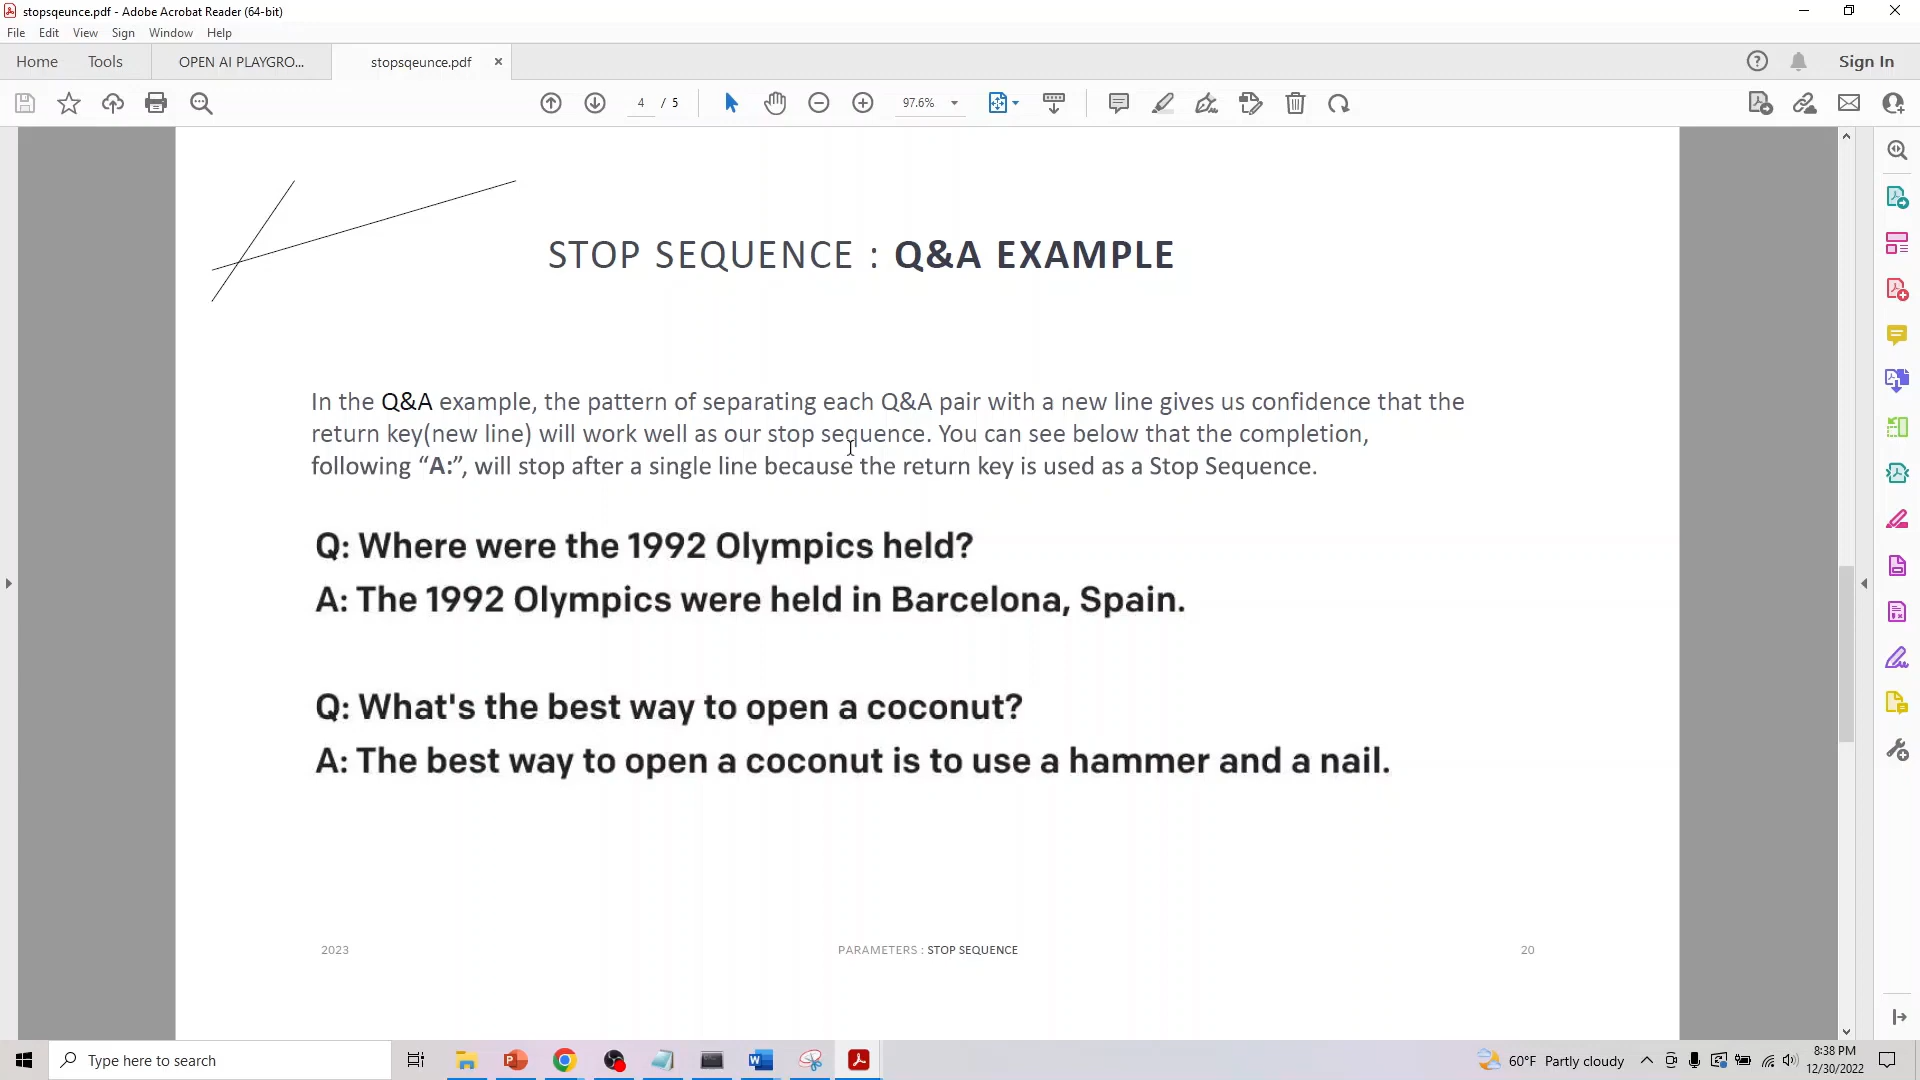 stopsqeunce.pdf - Adobe Acrobat Reader (64-bit)
File Edit View Sign Window Help
Home Tools OPEN AI PLAYGRO... stopsqeunce.pdf × Sign In
4 / 5 97.6%
STOP SEQUENCE : Q&A EXAMPLE
In the Q&A example, the pattern of separating each Q&A pair with a new line gives us confidence that the
return key(new line) will work well as our stop sequence. You can see below that the completion,
following “A:”, will stop after a single line because the return key is used as a Stop Sequence.
Q: Where were the 1992 Olympics held?
A: The 1992 Olympics were held in Barcelona, Spain.
Q: What's the best way to open a coconut?
A: The best way to open a coconut is to use a hammer and a nail.
2023 PARAMETERS : STOP SEQUENCE 20
Type here to search 60°F Partly cloudy 8:38 PM
12/30/2022